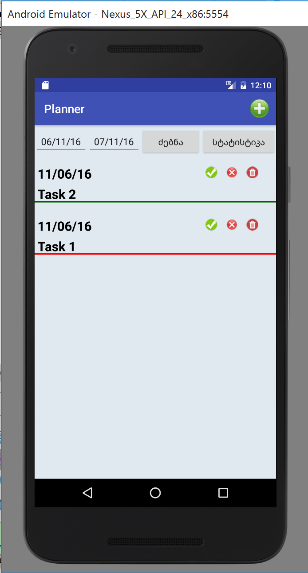 Android Emulator - Nexus_5X_API_24_x86:5554
12:10
Planner
06/11/16 07/11/16 ძებნა სტატისტიკა
11/06/16
Task 2
11/06/16
Task 1